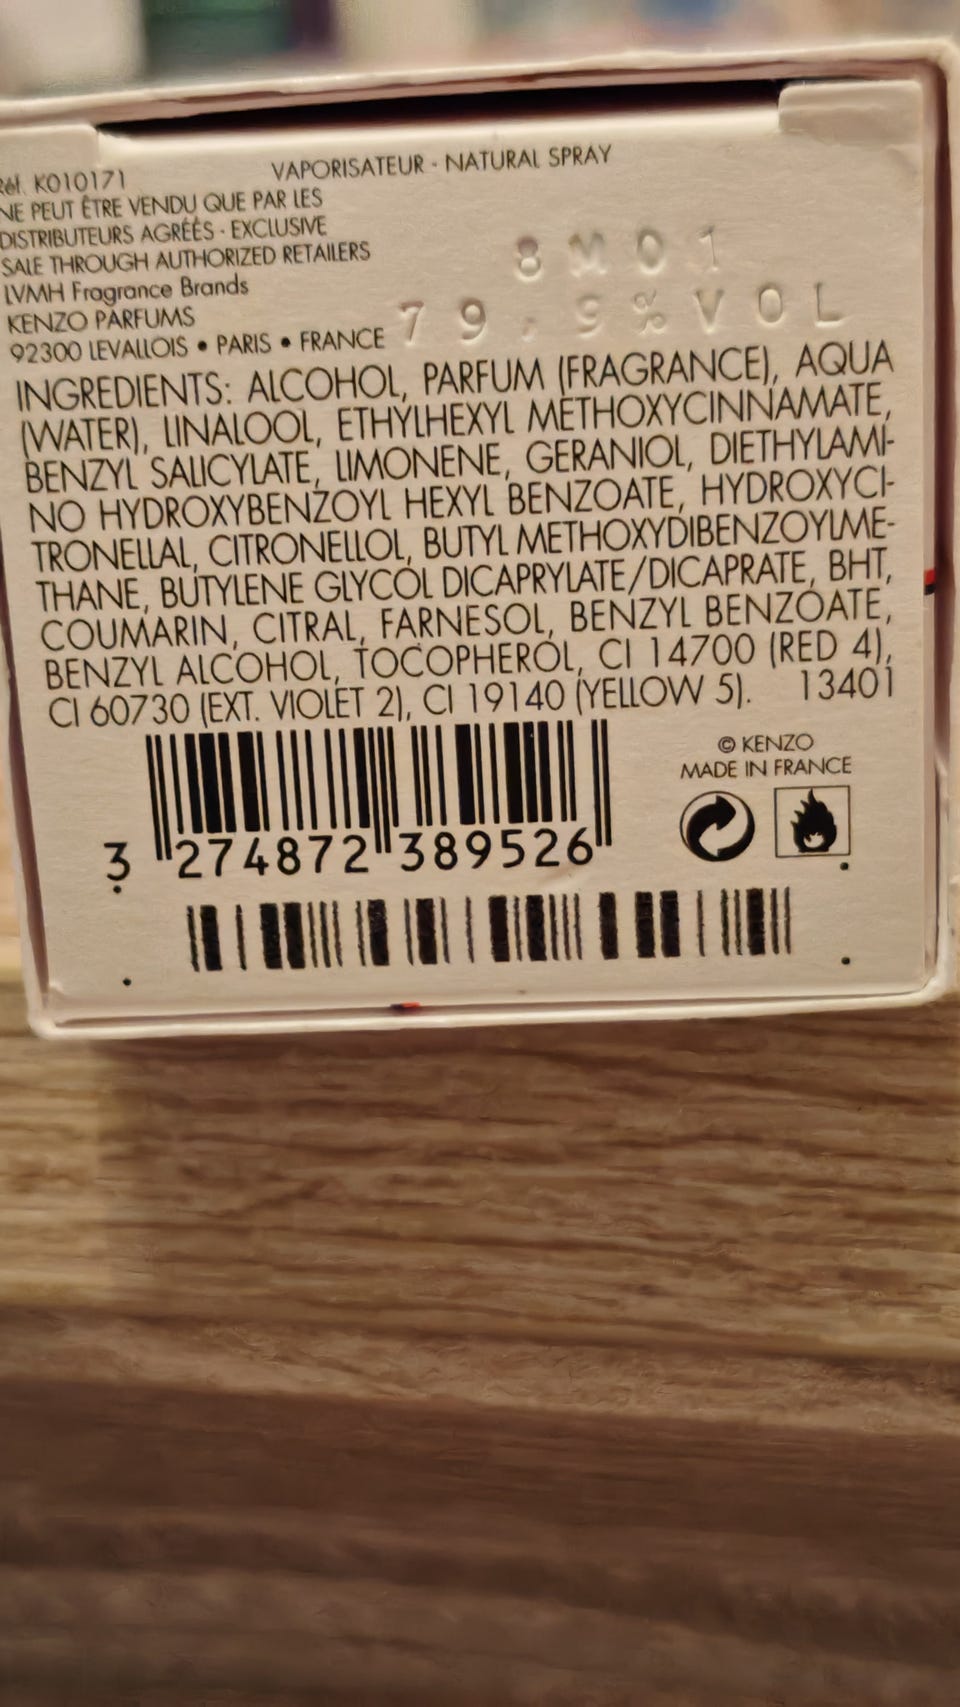 VAPORISATEUR - NATURAL SPRAY
Réf. K010171
NE PEUT ÊTRE VENDU QUE PAR LES
DISTRIBUTEURS AGRÉÉS - EXCLUSIVE
SALE THROUGH AUTHORIZED RETAILERS
LVMH Fragrance Brands
KENZO PARFUMS
92300 LEVALLOIS • PARIS • FRANCE
8M01
79.9%VOL
INGREDIENTS: ALCOHOL, PARFUM (FRAGRANCE), AQUA
(WATER), LINALOOL, ETHYLHEXYL METHOXYCINNAMATE,
BENZYL SALICYLATE, LIMONENE, GERANIOL, DIETHYLAMI-
NO HYDROXYBENZOYL HEXYL BENZOATE, HYDROXYCI-
TRONELLAL, CITRONELLOL, BUTYL METHOXYDIBENZOYLME-
THANE, BUTYLENE GLYCOL DICAPRYLATE/DICAPRATE, BHT,
COUMARIN, CITRAL, FARNESOL, BENZYL BENZOATE,
BENZYL ALCOHOL, TOCOPHEROL, CI 14700 (RED 4),
CI 60730 (EXT. VIOLET 2), CI 19140 (YELLOW 5). 13401
© KENZO
MADE IN FRANCE
3 274872 389526